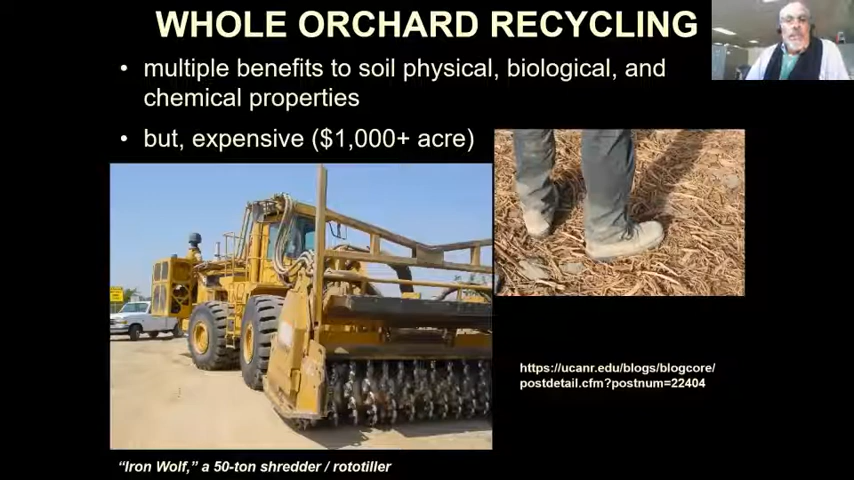 WHOLE ORCHARD RECYCLING
• multiple benefits to soil physical, biological, and
chemical properties
• but, expensive ($1,000+ acre)
https://ucanr.edu/blogs/blogcore/
postdetail.cfm?postnum=22404
“Iron Wolf,” a 50-ton shredder / rototiller